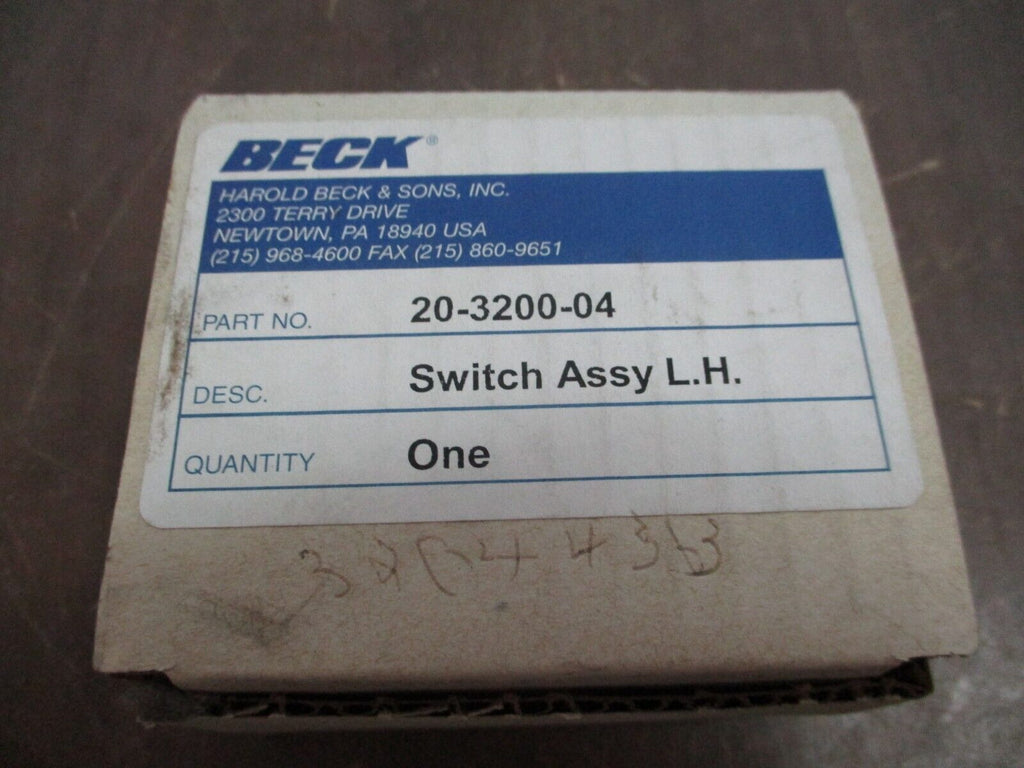 BECK®
HAROLD BECK & SONS, INC.
2300 TERRY DRIVE
NEWTOWN, PA 18940 USA
(215) 968-4600 FAX (215) 860-9651
PART NO. 20-3200-04
DESC. Switch Assy L.H.
QUANTITY One